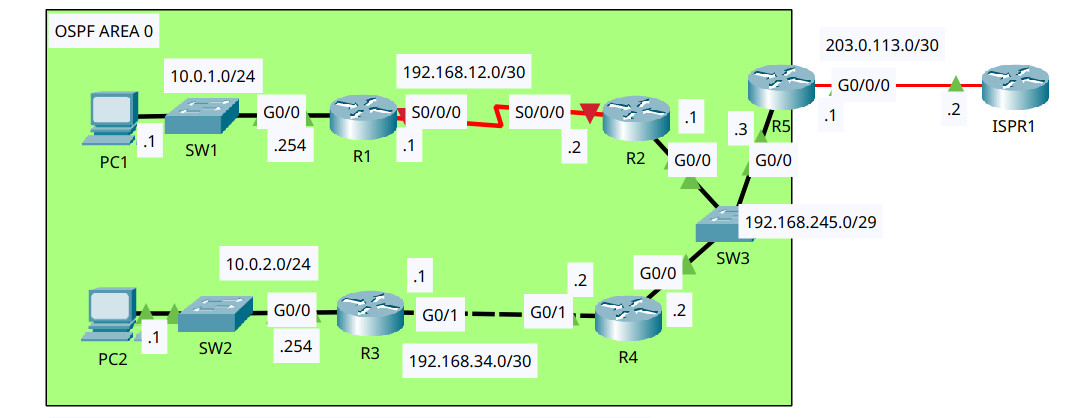 OSPF AREA 0
203.0.113.0/30
10.0.1.0/24
192.168.12.0/30
G0/0
S0/0/0
S0/0/0
G0/0/0
.1
.254
.1
.2
.1
.3
.1
.2
PC1
SW1
R1
R2
R5
ISPR1
G0/0
G0/0
192.168.245.0/29
SW3
10.0.2.0/24
.1
.2
G0/0
G0/0
G0/1
G0/1
.2
.1
.254
PC2
SW2
R3
R4
192.168.34.0/30